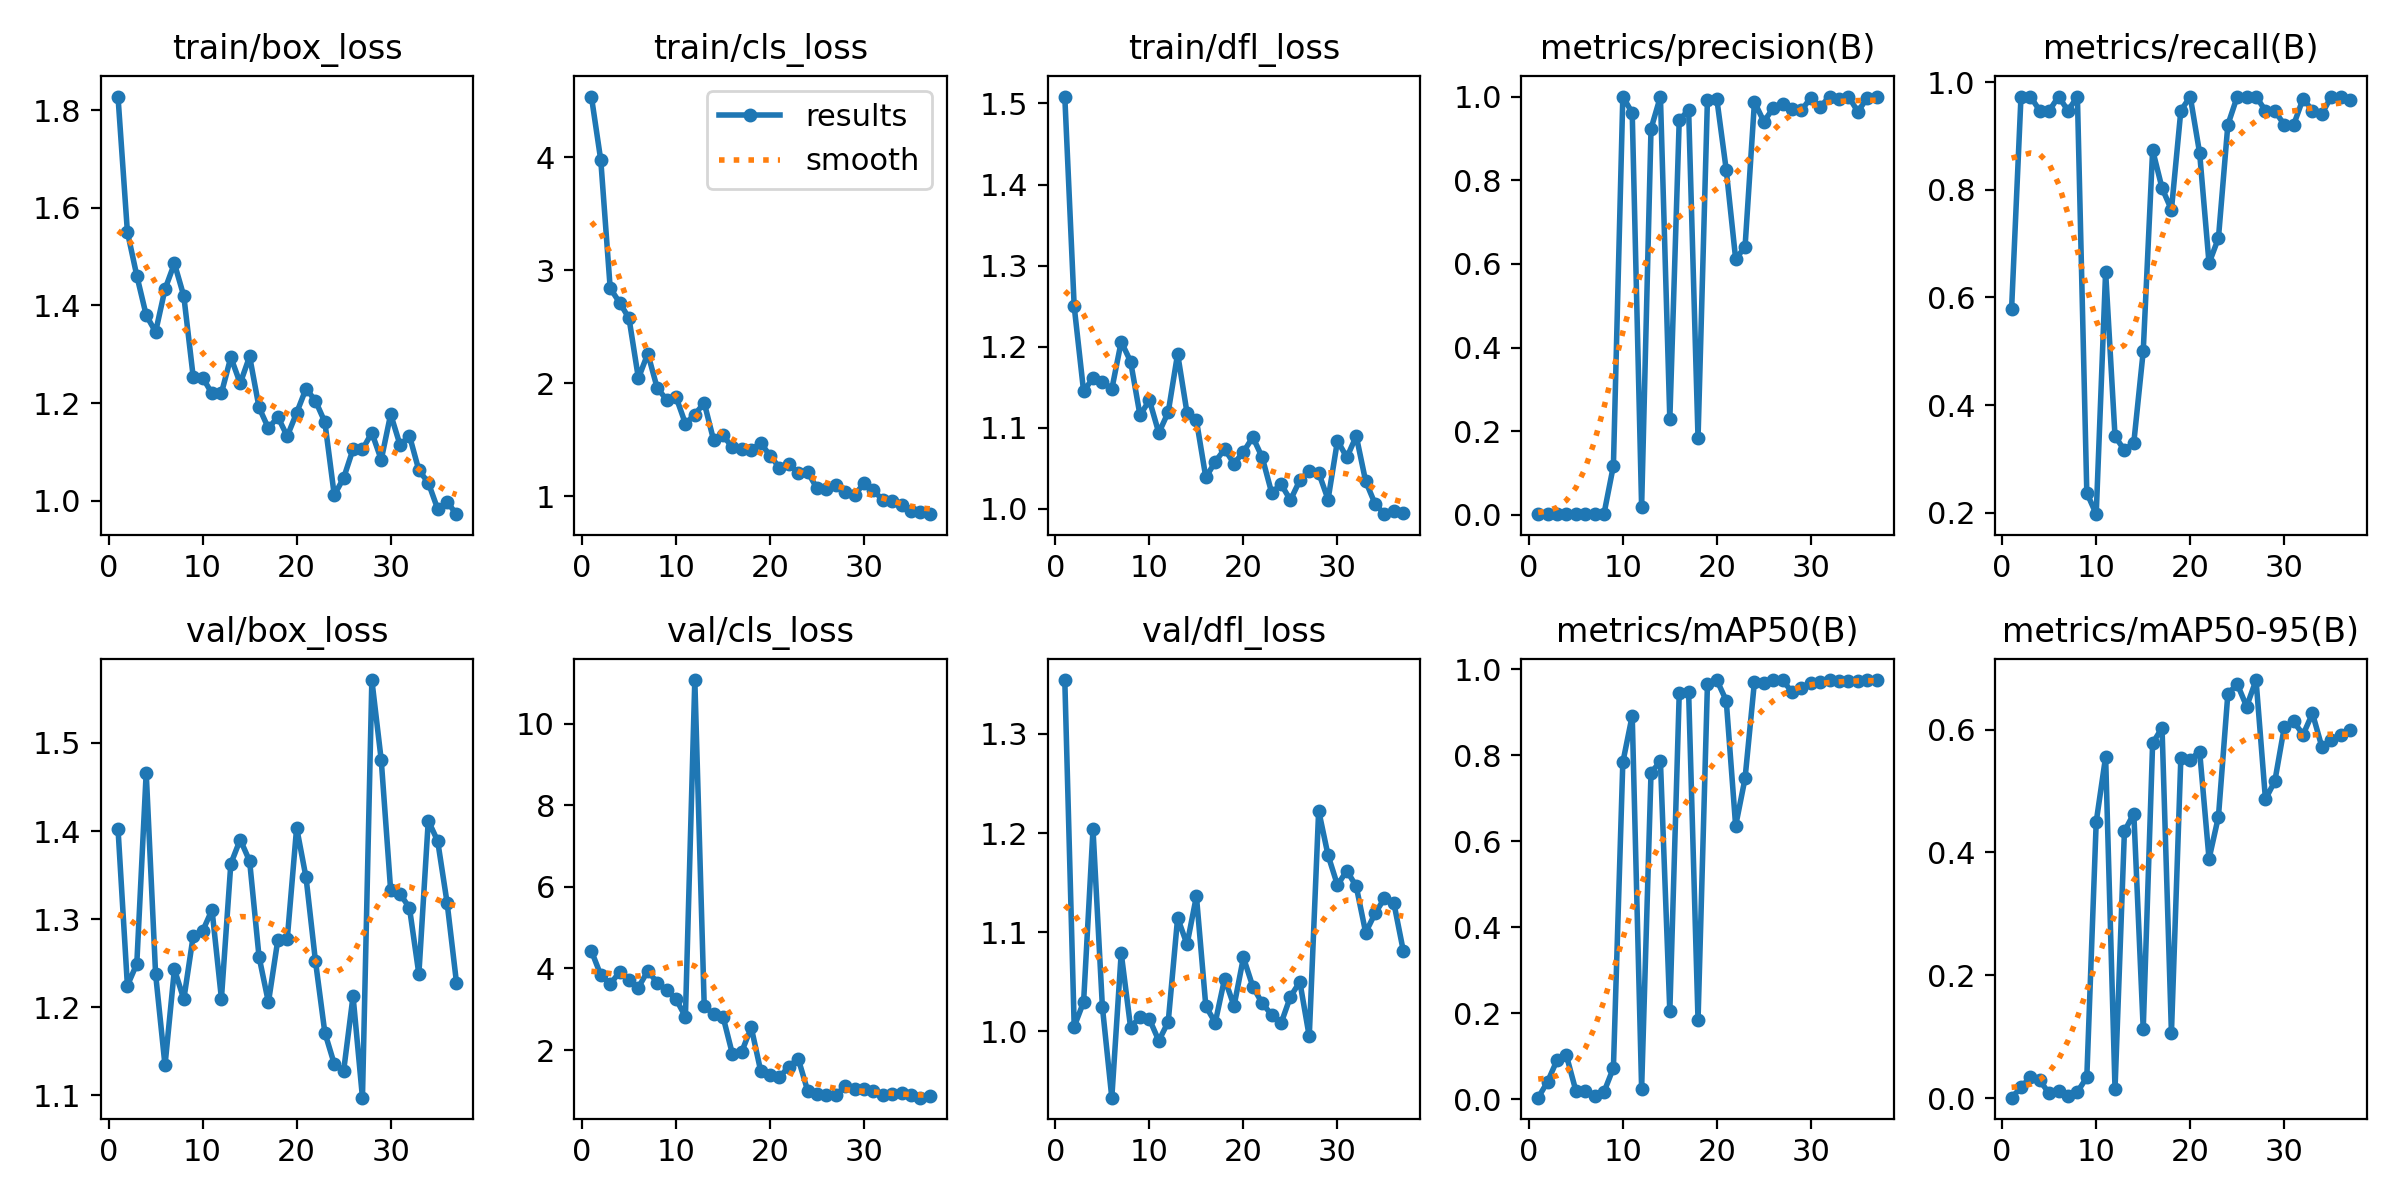 train/box_loss
1.8
1.6
1.4
1.2
1.0
0 10 20 30
train/cls_loss
results
smooth
4
3
2
1
0 10 20 30
train/dfl_loss
1.5
1.4
1.3
1.2
1.1
1.0
0 10 20 30
metrics/precision(B)
1.0
0.8
0.6
0.4
0.2
0.0
0 10 20 30
metrics/recall(B)
1.0
0.8
0.6
0.4
0.2
0 10 20 30
val/box_loss
1.5
1.4
1.3
1.2
1.1
0 10 20 30
val/cls_loss
10
8
6
4
2
0 10 20 30
val/dfl_loss
1.3
1.2
1.1
1.0
0 10 20 30
metrics/mAP50(B)
1.0
0.8
0.6
0.4
0.2
0.0
0 10 20 30
metrics/mAP50-95(B)
0.6
0.4
0.2
0.0
0 10 20 30